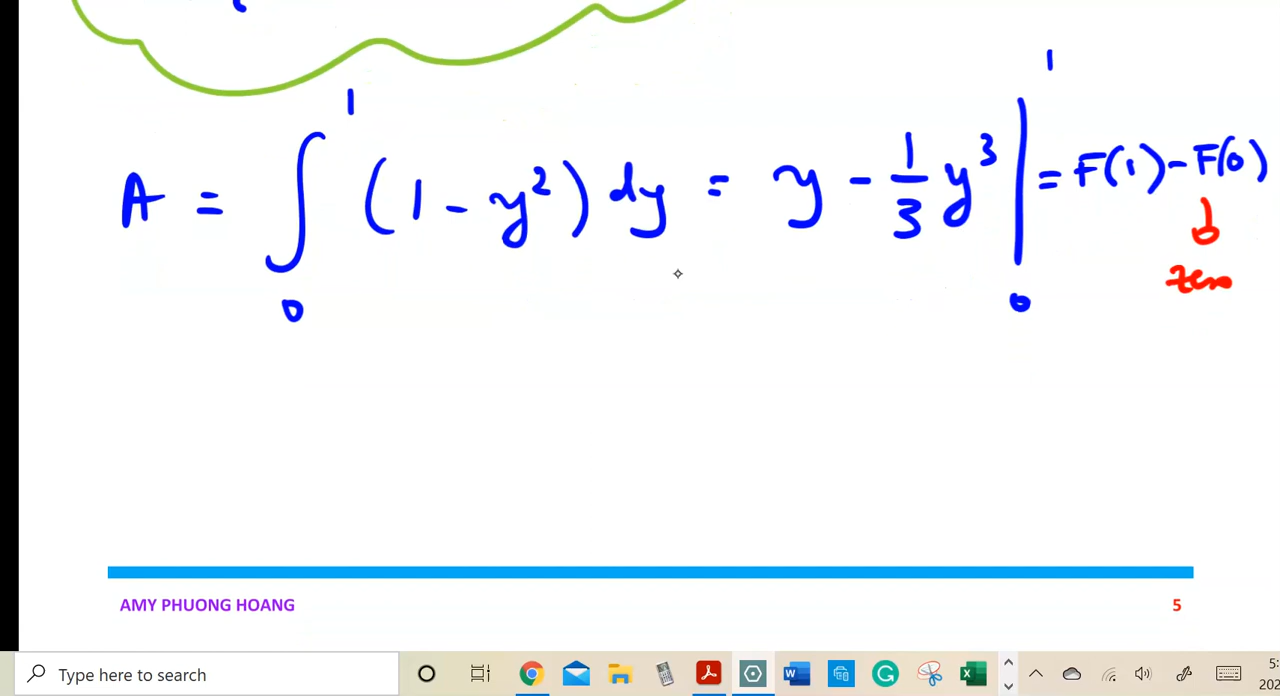 A = ∫₀¹ (1 - y²) dy = y - 1/3 y³ |₀¹ = F(1) - F(0)
zero
AMY PHUONG HOANG 5
Type here to search